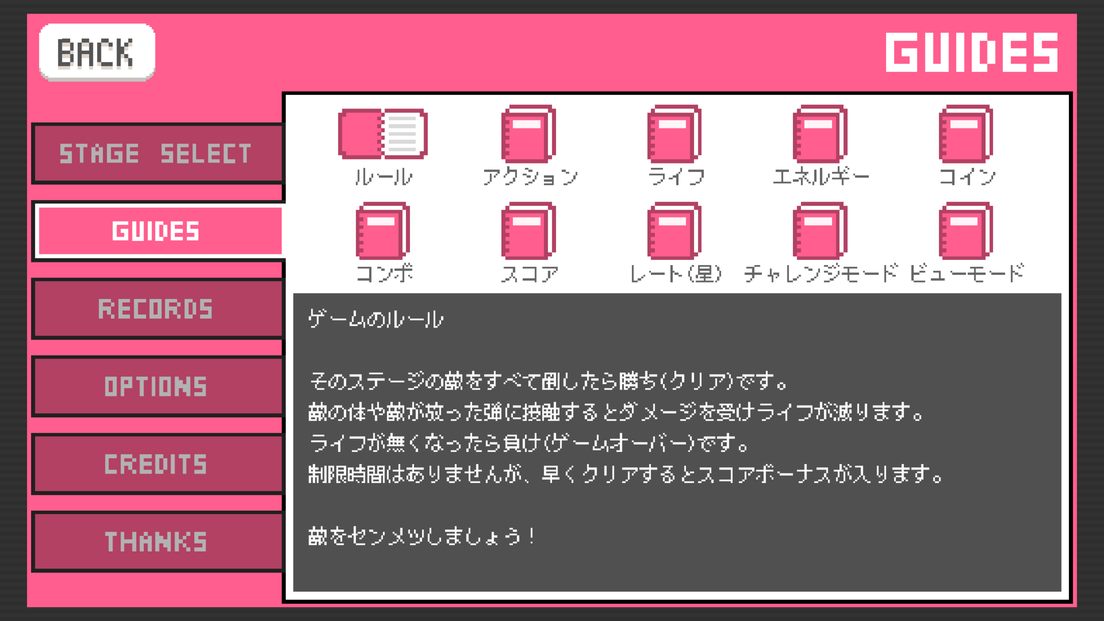 BACK
GUIDES
STAGE SELECT
GUIDES
RECORDS
OPTIONS
CREDITS
THANKS
ルール アクション ライフ エネルギー コイン
コンボ スコア レート(星) チャレンジモード ビューモード
ゲームのルール
そのステージの敵をすべて倒したら勝ち(クリア)です。
敵の体や敵が放った弾に接触するとダメージを受けライフが減ります。
ライフが無くなったら負け(ゲームオーバー)です。
制限時間はありませんが、早くクリアするとスコアボーナスが入ります。
敵をセンメツしましょう!